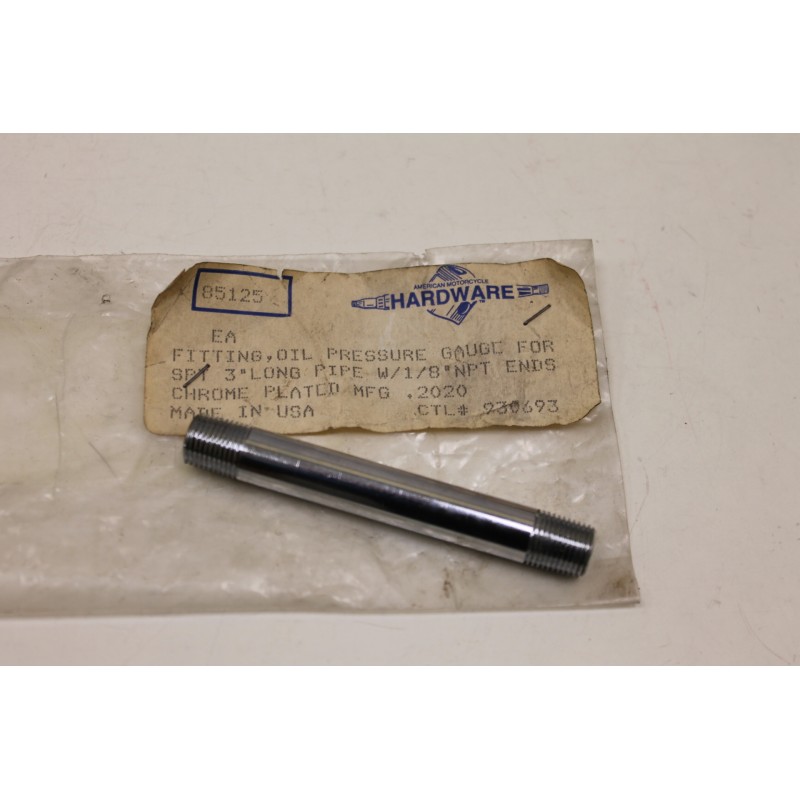 85125
AMERICAN MOTORCYCLE
HARDWARE
EA
FITTING, OIL PRESSURE GAUGE FOR
SPT 3"LONG PIPE W/1/8"NPT ENDS
CHROME PLATED MFG .2020
MADE IN USA CTL# 930693